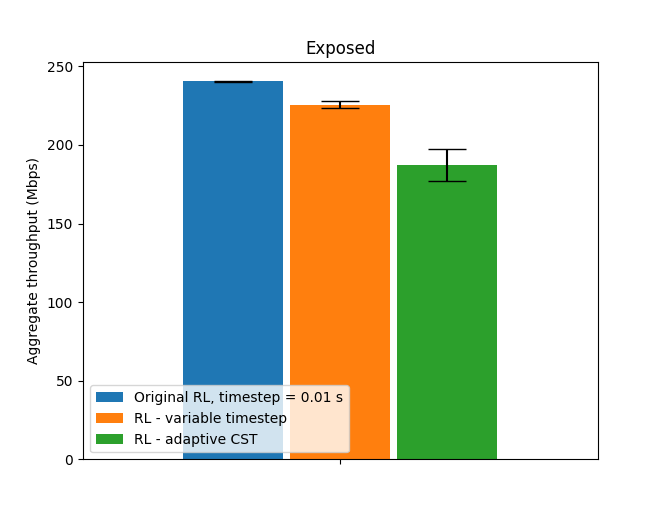 Exposed
Aggregate throughput (Mbps)
250
200
150
100
50
0
Original RL, timestep = 0.01 s
RL - variable timestep
RL - adaptive CST